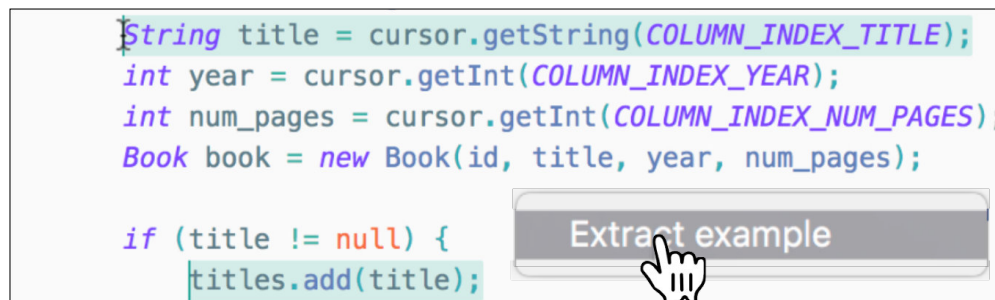 String title = cursor.getString(COLUMN_INDEX_TITLE);
int year = cursor.getInt(COLUMN_INDEX_YEAR);
int num_pages = cursor.getInt(COLUMN_INDEX_NUM_PAGES);
Book book = new Book(id, title, year, num_pages);
if (title != null) {
Extract example
titles.add(title);